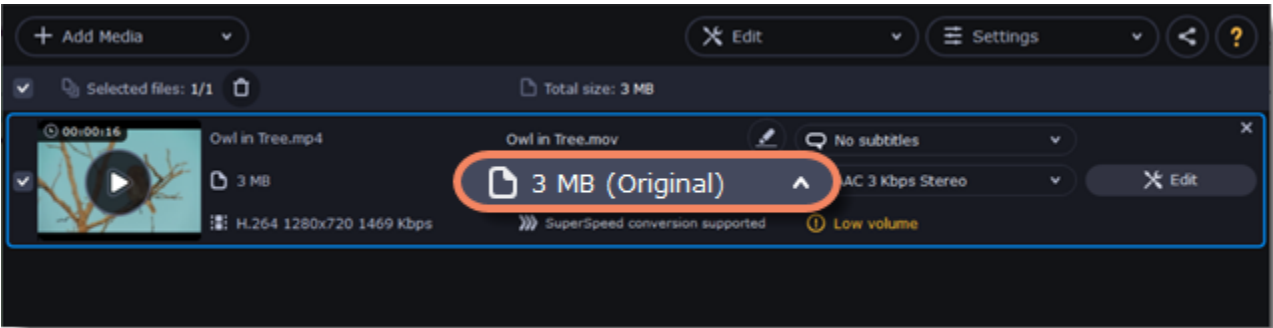 Add Media
Edit
Settings
?
Selected files: 1/1
Total size: 3 MB
00:00:16
Owl in Tree.mp4
Owl in Tree.mov
No subtitles
3 MB
3 MB (Original)
AAC 3 Kbps Stereo
Edit
H.264 1280x720 1469 Kbps
SuperSpeed conversion supported
Low volume